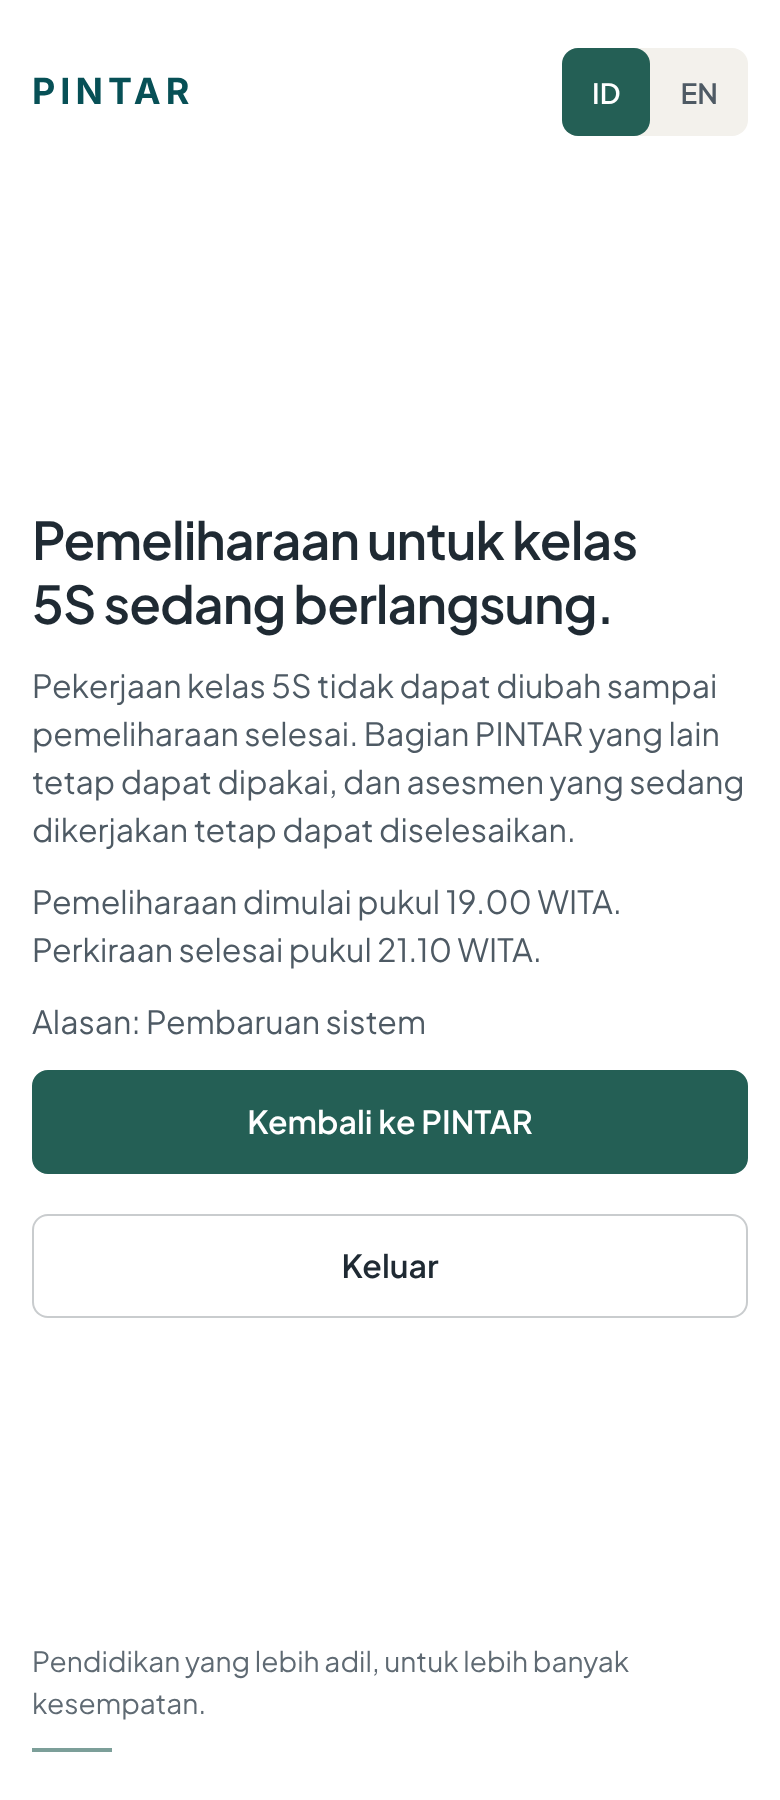 PINTAR
ID
EN
Pemeliharaan untuk kelas
5S sedang berlangsung.
Pekerjaan kelas 5S tidak dapat diubah sampai
pemeliharaan selesai. Bagian PINTAR yang lain
tetap dapat dipakai, dan asesmen yang sedang
dikerjakan tetap dapat diselesaikan.
Pemeliharaan dimulai pukul 19.00 WITA.
Perkiraan selesai pukul 21.10 WITA.
Alasan: Pembaruan sistem
Kembali ke PINTAR
Keluar
Pendidikan yang lebih adil, untuk lebih banyak
kesempatan.